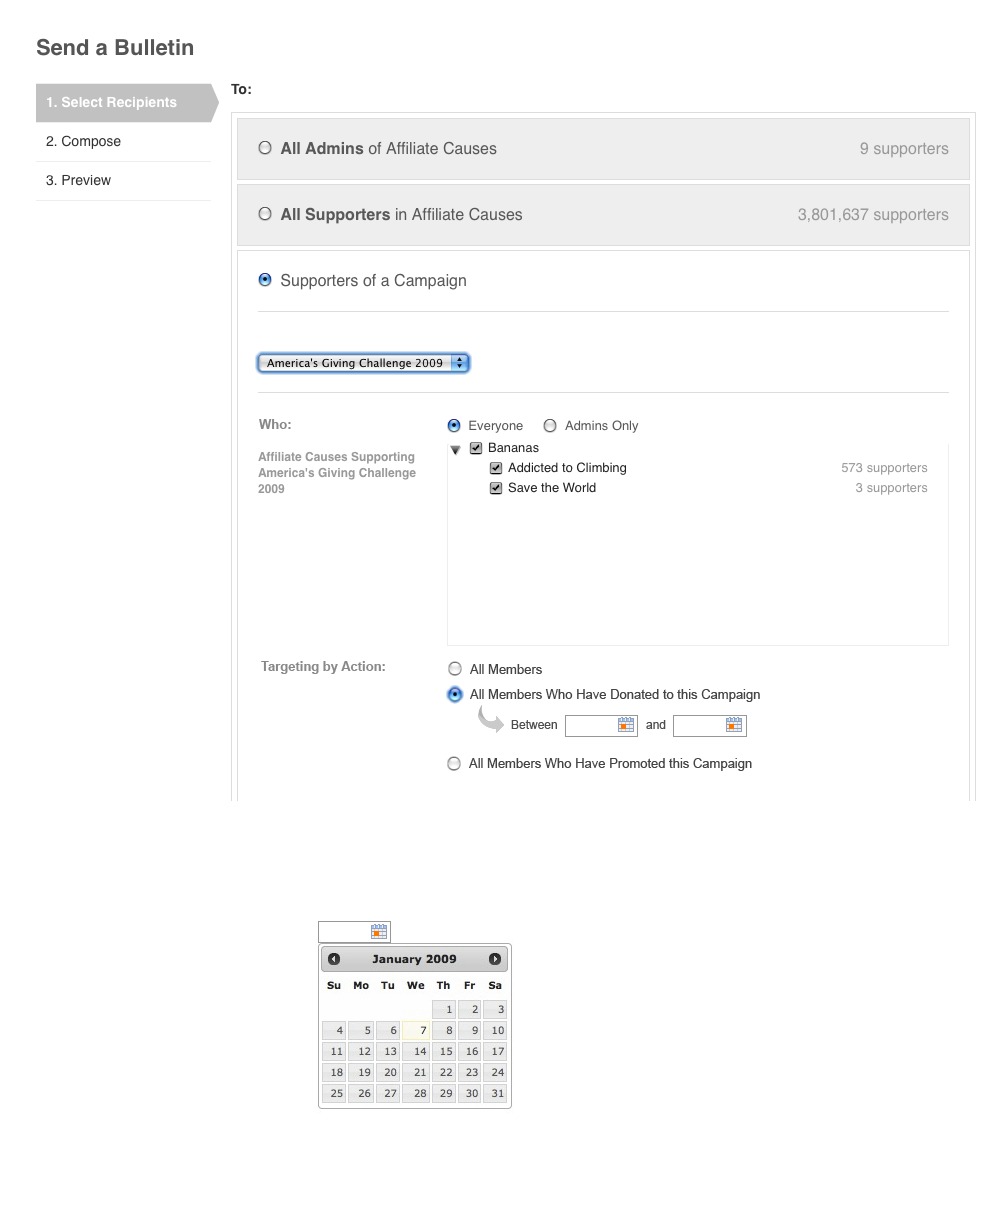 Send a Bulletin
1. Select Recipients
2. Compose
3. Preview
To:
All Admins of Affiliate Causes 9 supporters
All Supporters in Affiliate Causes 3,801,637 supporters
Supporters of a Campaign
America's Giving Challenge 2009
Who:
Everyone Admins Only
Affiliate Causes Supporting
America's Giving Challenge
2009
Bananas
Addicted to Climbing 573 supporters
Save the World 3 supporters
Targeting by Action:
All Members
All Members Who Have Donated to this Campaign
Between and
All Members Who Have Promoted this Campaign
January 2009
Su Mo Tu We Th Fr Sa
1 2 3
4 5 6 7 8 9 10
11 12 13 14 15 16 17
18 19 20 21 22 23 24
25 26 27 28 29 30 31